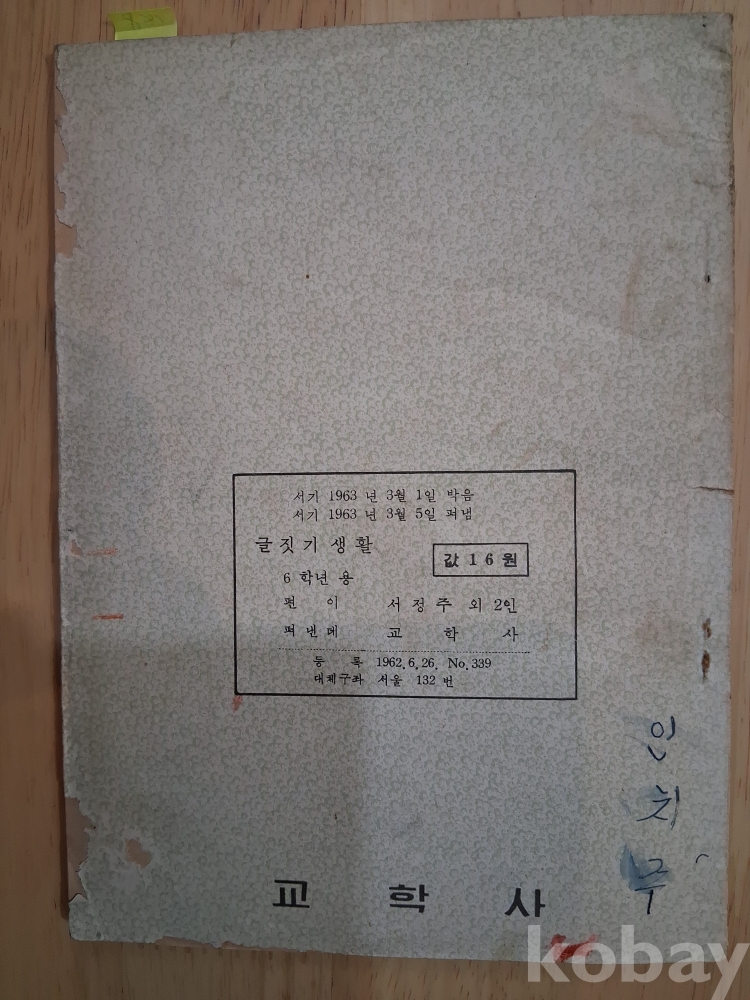 서기 1963 년 3월 1일 박음
서기 1963 년 3월 5일 펴냄
글짓기 생활
값 16원
6 학년 용
편 이 서정주 외 2인
펴낸데 교 학 사
등 록 1962.6.26. No.339
대체구좌 서울 132 번
인치구
교 학 사
kobay